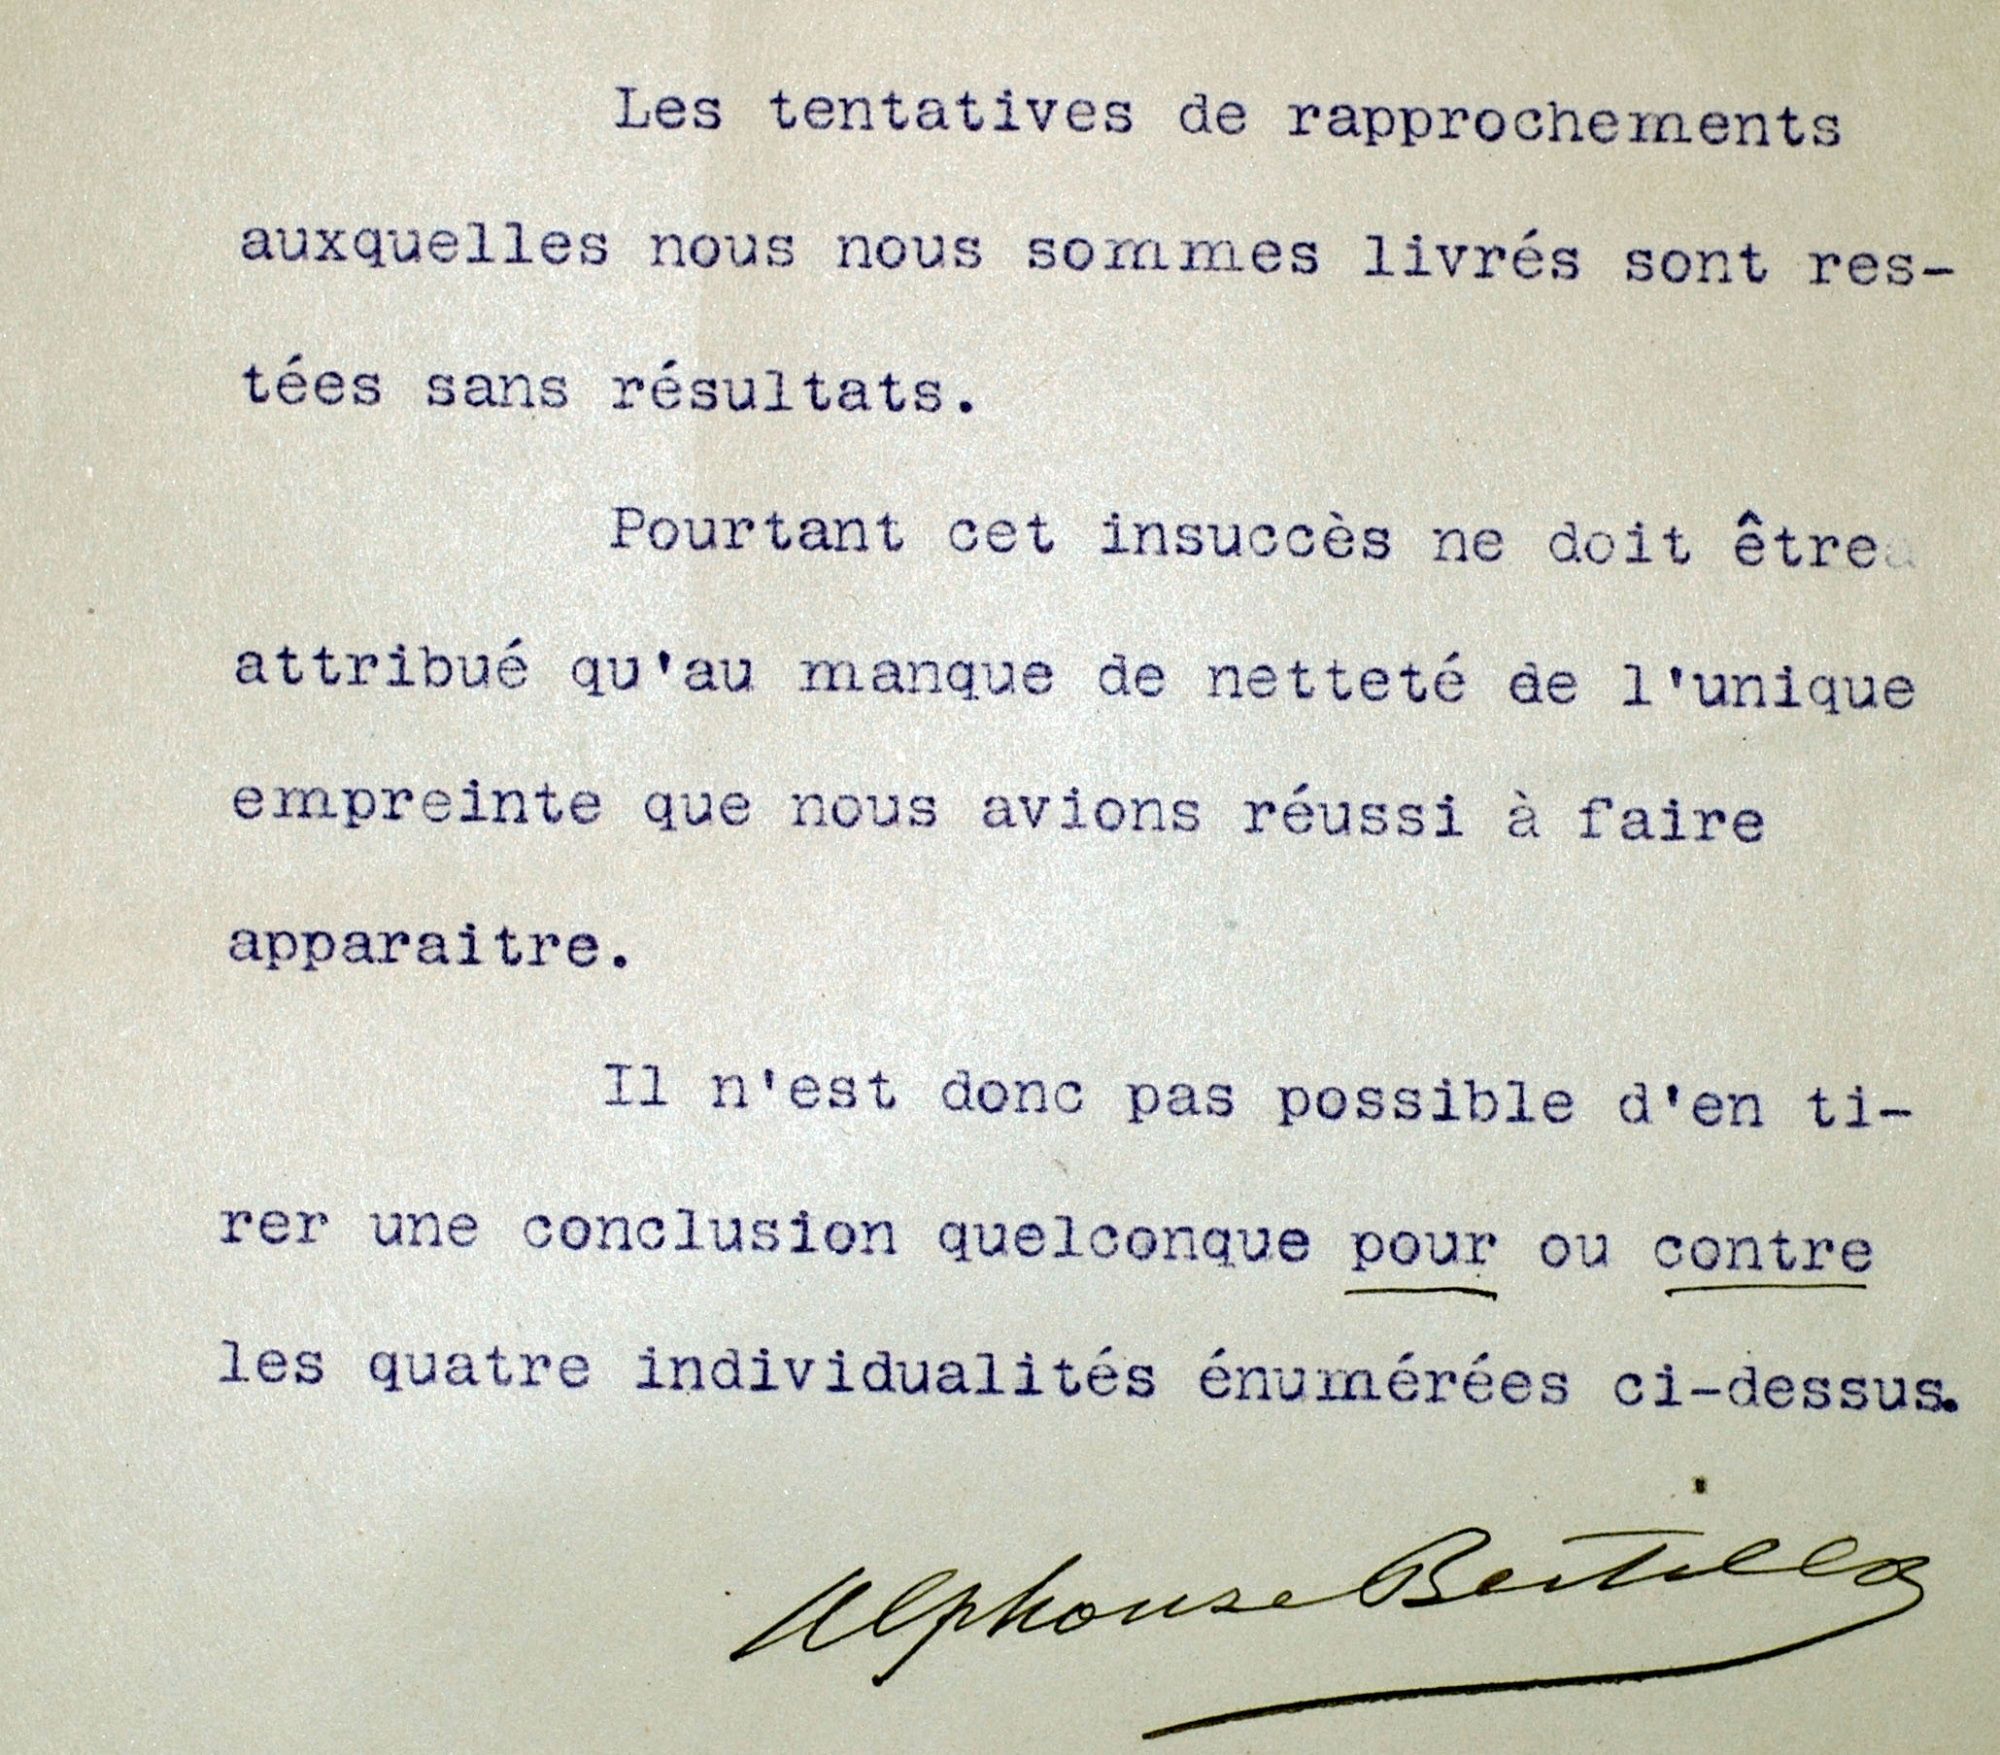 Les tentatives de rapprochements
auxquelles nous nous sommes livrés sont res-
tées sans résultats.
Pourtant cet insuccès ne doit être
attribué qu'au manque de netteté de l'unique
empreinte que nous avions réussi à faire
apparaitre.
Il n'est donc pas possible d'en ti-
rer une conclusion quelconque pour ou contre
les quatre individualités énumérées ci-dessus.
Alphonse Bertillon